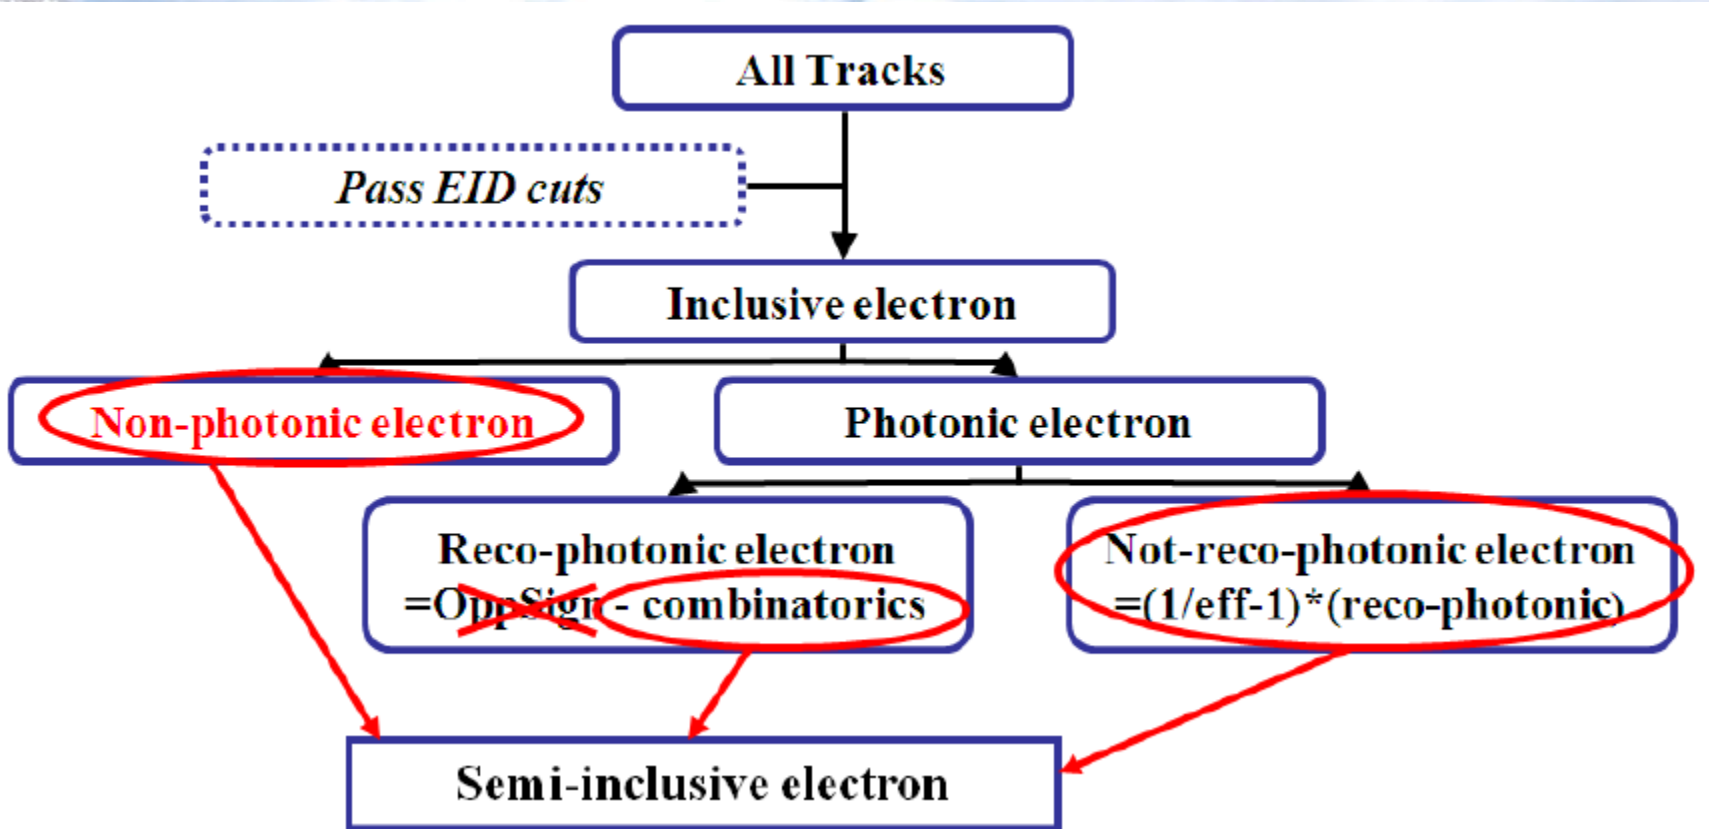 All Tracks
Pass EID cuts
Inclusive electron
Non-photonic electron
Photonic electron
Reco-photonic electron
=OppSign - combinatorics
Not-reco-photonic electron
=(1/eff-1)*(reco-photonic)
Semi-inclusive electron